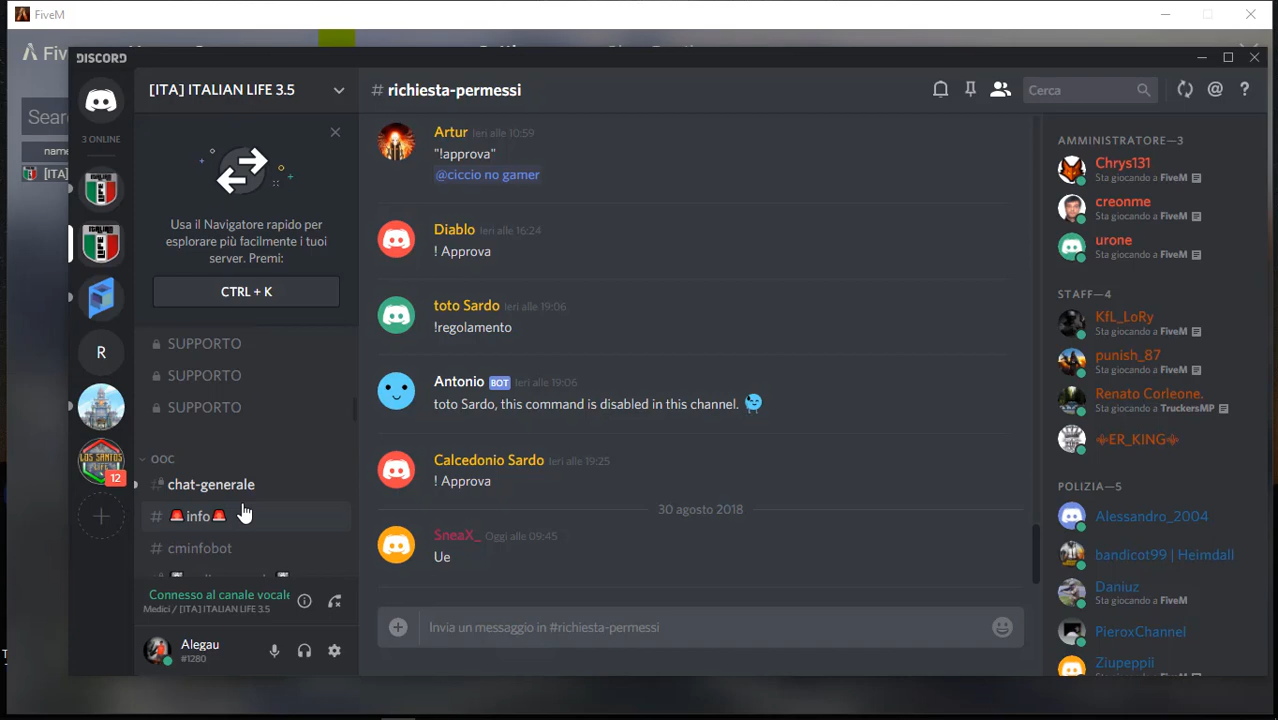 FiveM
DISCORD
3 ONLINE
R
12
[ITA] ITALIAN LIFE 3.5
Usa il Navigatore rapido per
esplorare più facilmente i tuoi
server. Premi:
CTRL + K
SUPPORTO
SUPPORTO
SUPPORTO
OOC
chat-generale
# 🚨info🚨
# cminfobot
Connesso al canale vocale
Medici / [ITA] ITALIAN LIFE 3.5
Alegau
#1280
# richiesta-permessi
Cerca
Artur Ieri alle 10:59
"!approva"
@ciccio no gamer
Diablo Ieri alle 16:24
! Approva
toto Sardo Ieri alle 19:06
!regolamento
Antonio BOT Ieri alle 19:06
toto Sardo, this command is disabled in this channel.
Calcedonio Sardo Ieri alle 19:25
! Approva
30 agosto 2018
SneaX_ Oggi alle 09:45
Ue
Invia un messaggio in #richiesta-permessi
AMMINISTRATORE—3
Chrys131
Sta giocando a FiveM
creonme
Sta giocando a FiveM
urone
Sta giocando a FiveM
STAFF—4
KfL_LoRy
Sta giocando a FiveM
punish_87
Sta giocando a FiveM
Renato Corleone.
Sta giocando a TruckersMP
ER_KING
POLIZIA—5
Alessandro_2004
bandicot99 | Heimdall
Daniuz
Sta giocando a FiveM
PieroxChannel
Ziupeppii
Sear
name
[ITA]